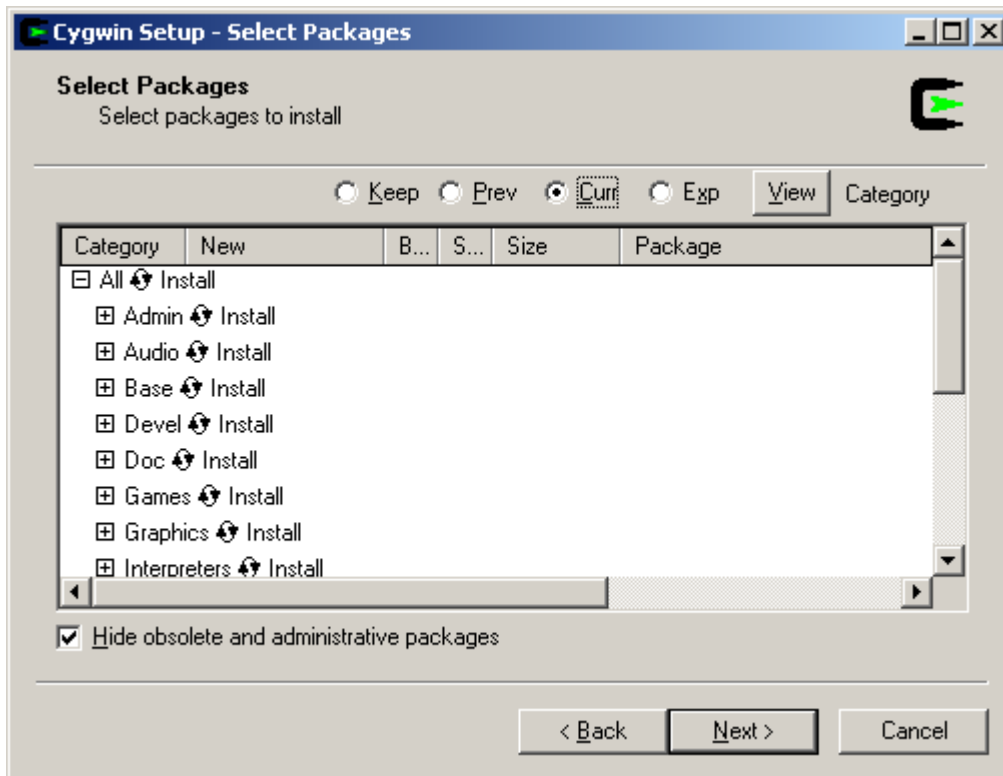 Cygwin Setup - Select Packages
Select Packages
Select packages to install
Keep Prev Curr Exp View Category
Category New B... S... Size Package
All Install
Admin Install
Audio Install
Base Install
Devel Install
Doc Install
Games Install
Graphics Install
Interpreters Install
Hide obsolete and administrative packages
< Back Next > Cancel